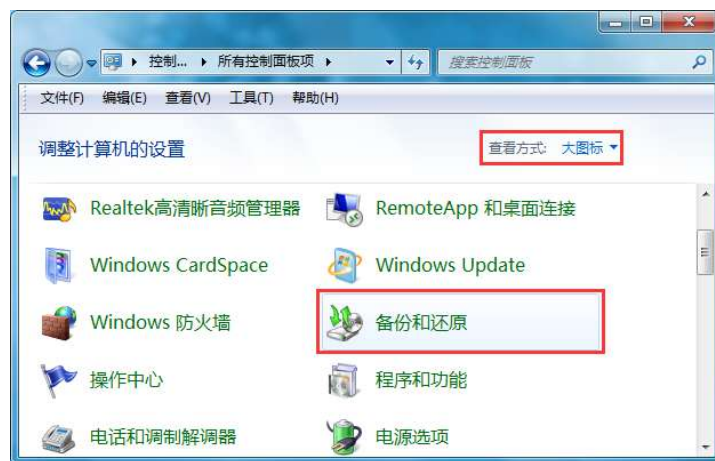 控制... 所有控制面板项 搜索控制面板
文件(F) 编辑(E) 查看(V) 工具(T) 帮助(H)
调整计算机的设置 查看方式: 大图标
Realtek高清晰音频管理器 RemoteApp 和桌面连接
Windows CardSpace Windows Update
Windows 防火墙 备份和还原
操作中心 程序和功能
电话和调制解调器 电源选项